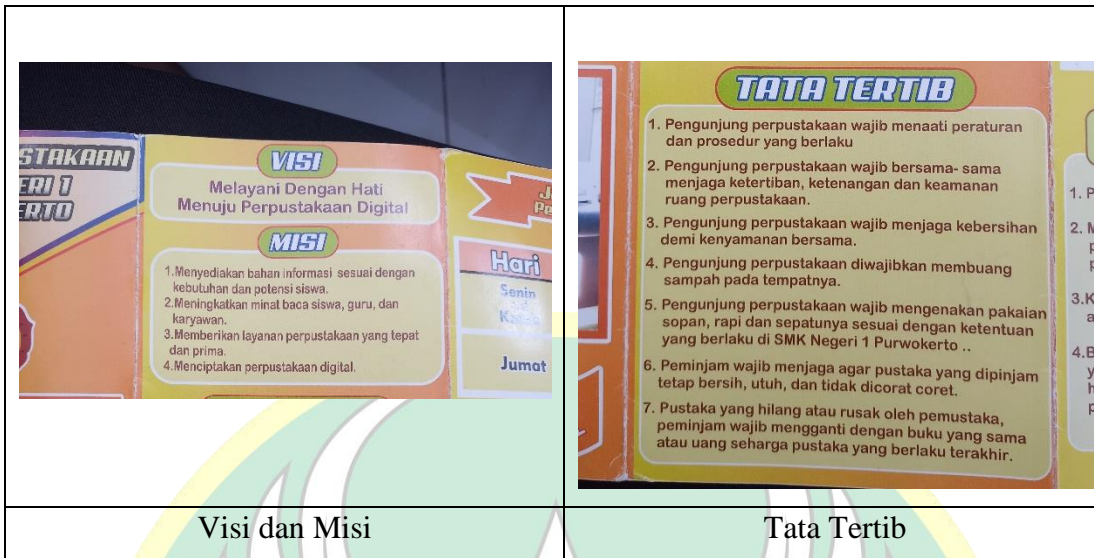 STAKAAN
ERI 1
ERTO
VISI
Melayani Dengan Hati
Menuju Perpustakaan Digital
MISI
1.Menyediakan bahan informasi sesuai dengan
kebutuhan dan potensi siswa.
2.Meningkatkan minat baca siswa, guru, dan
karyawan.
3.Memberikan layanan perpustakaan yang tepat
dan prima.
4.Menciptakan perpustakaan digital.
Hari
Senin
Jumat
TATA TERTIB
1. Pengunjung perpustakaan wajib menaati peraturan
dan prosedur yang berlaku
2. Pengunjung perpustakaan wajib bersama- sama
menjaga ketertiban, ketenangan dan keamanan
ruang perpustakaan.
3. Pengunjung perpustakaan wajib menjaga kebersihan
demi kenyamanan bersama.
4. Pengunjung perpustakaan diwajibkan membuang
sampah pada tempatnya.
5. Pengunjung perpustakaan wajib mengenakan pakaian
sopan, rapi dan sepatunya sesuai dengan ketentuan
yang berlaku di SMK Negeri 1 Purwokerto ..
6. Peminjam wajib menjaga agar pustaka yang dipinjam
tetap bersih, utuh, dan tidak dicorat coret.
7. Pustaka yang hilang atau rusak oleh pemustaka,
peminjam wajib mengganti dengan buku yang sama
atau uang seharga pustaka yang berlaku terakhir.
Visi dan Misi
Tata Tertib